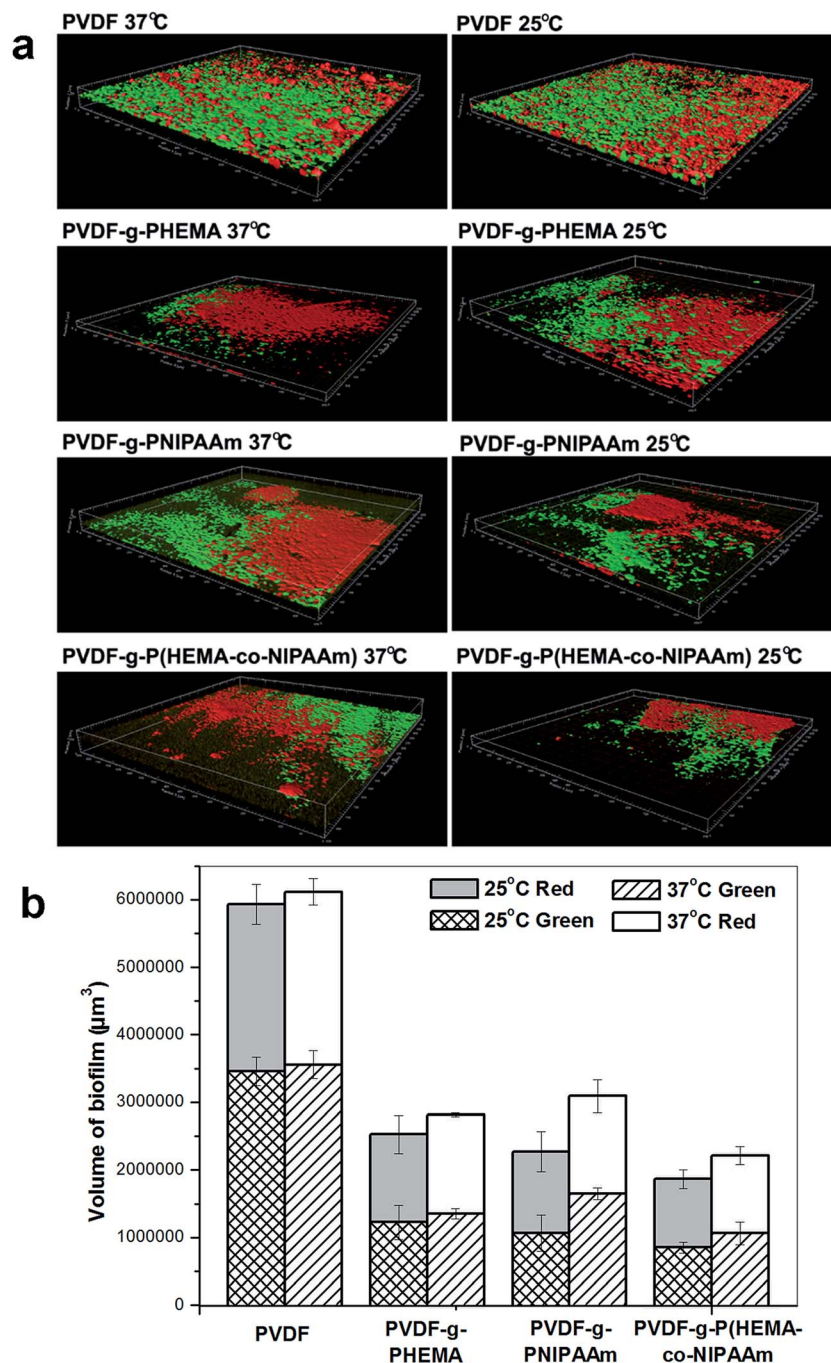 a
PVDF 37°C
PVDF 25°C
PVDF-g-PHEMA 37°C
PVDF-g-PHEMA 25°C
PVDF-g-PNIPAAm 37°C
PVDF-g-PNIPAAm 25°C
PVDF-g-P(HEMA-co-NIPAAm) 37°C
PVDF-g-P(HEMA-co-NIPAAm) 25°C
b
25°C Red
37°C Green
25°C Green
37°C Red
Volume of biofilm (µm³)
6000000
5000000
4000000
3000000
2000000
1000000
0
PVDF
PVDF-g-
PHEMA
PVDF-g-
PNIPAAm
PVDF-g-P(HEMA-
co-NIPAAm)